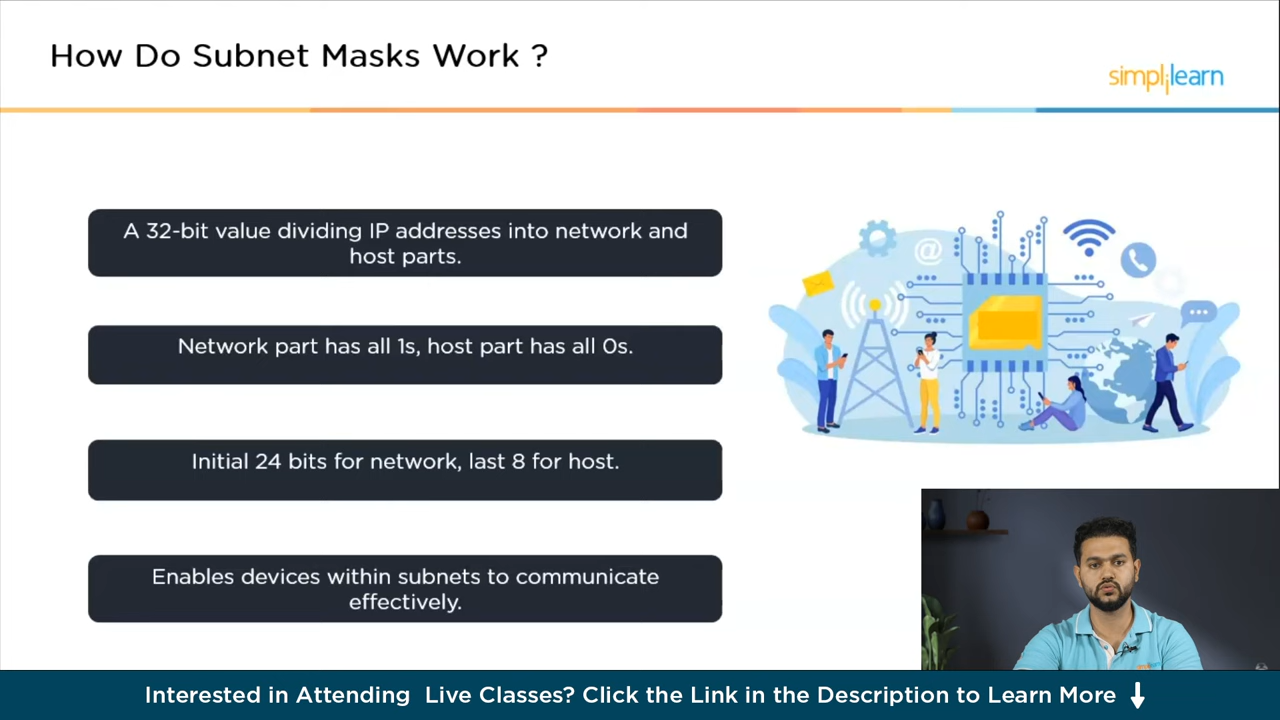 How Do Subnet Masks Work ?
simplilearn
A 32-bit value dividing IP addresses into network and
host parts.
Network part has all 1s, host part has all 0s.
Initial 24 bits for network, last 8 for host.
Enables devices within subnets to communicate
effectively.
@
Interested in Attending Live Classes? Click the Link in the Description to Learn More